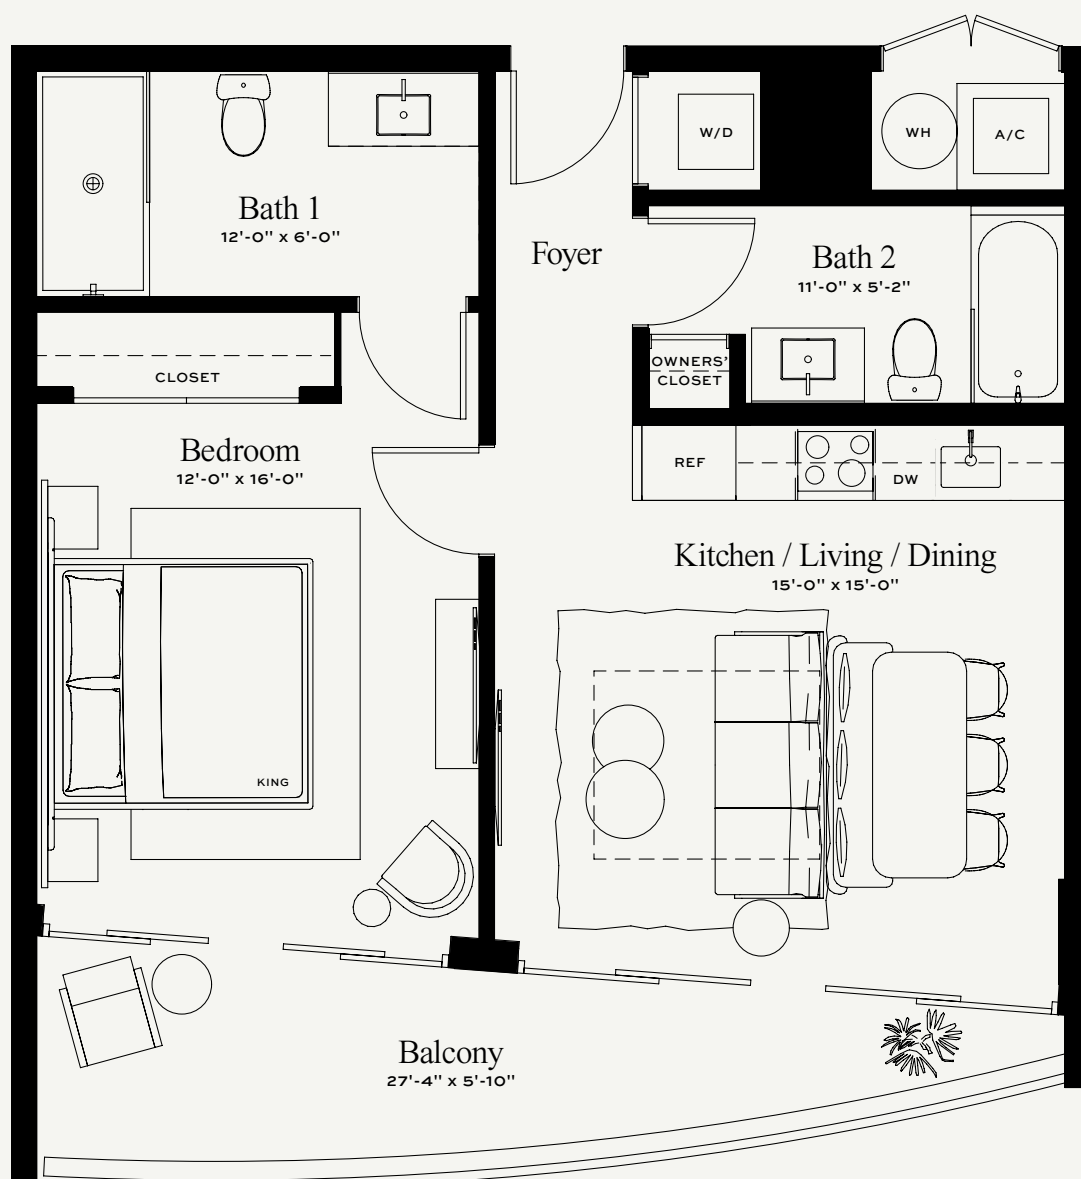 W/D
WH
A/C
Bath 1
12'-0" x 6'-0"
Foyer
Bath 2
11'-0" x 5'-2"
OWNERS'
CLOSET
CLOSET
Bedroom
12'-0" x 16'-0"
REF
DW
Kitchen / Living / Dining
15'-0" x 15'-0"
KING
Balcony
27'-4" x 5'-10"